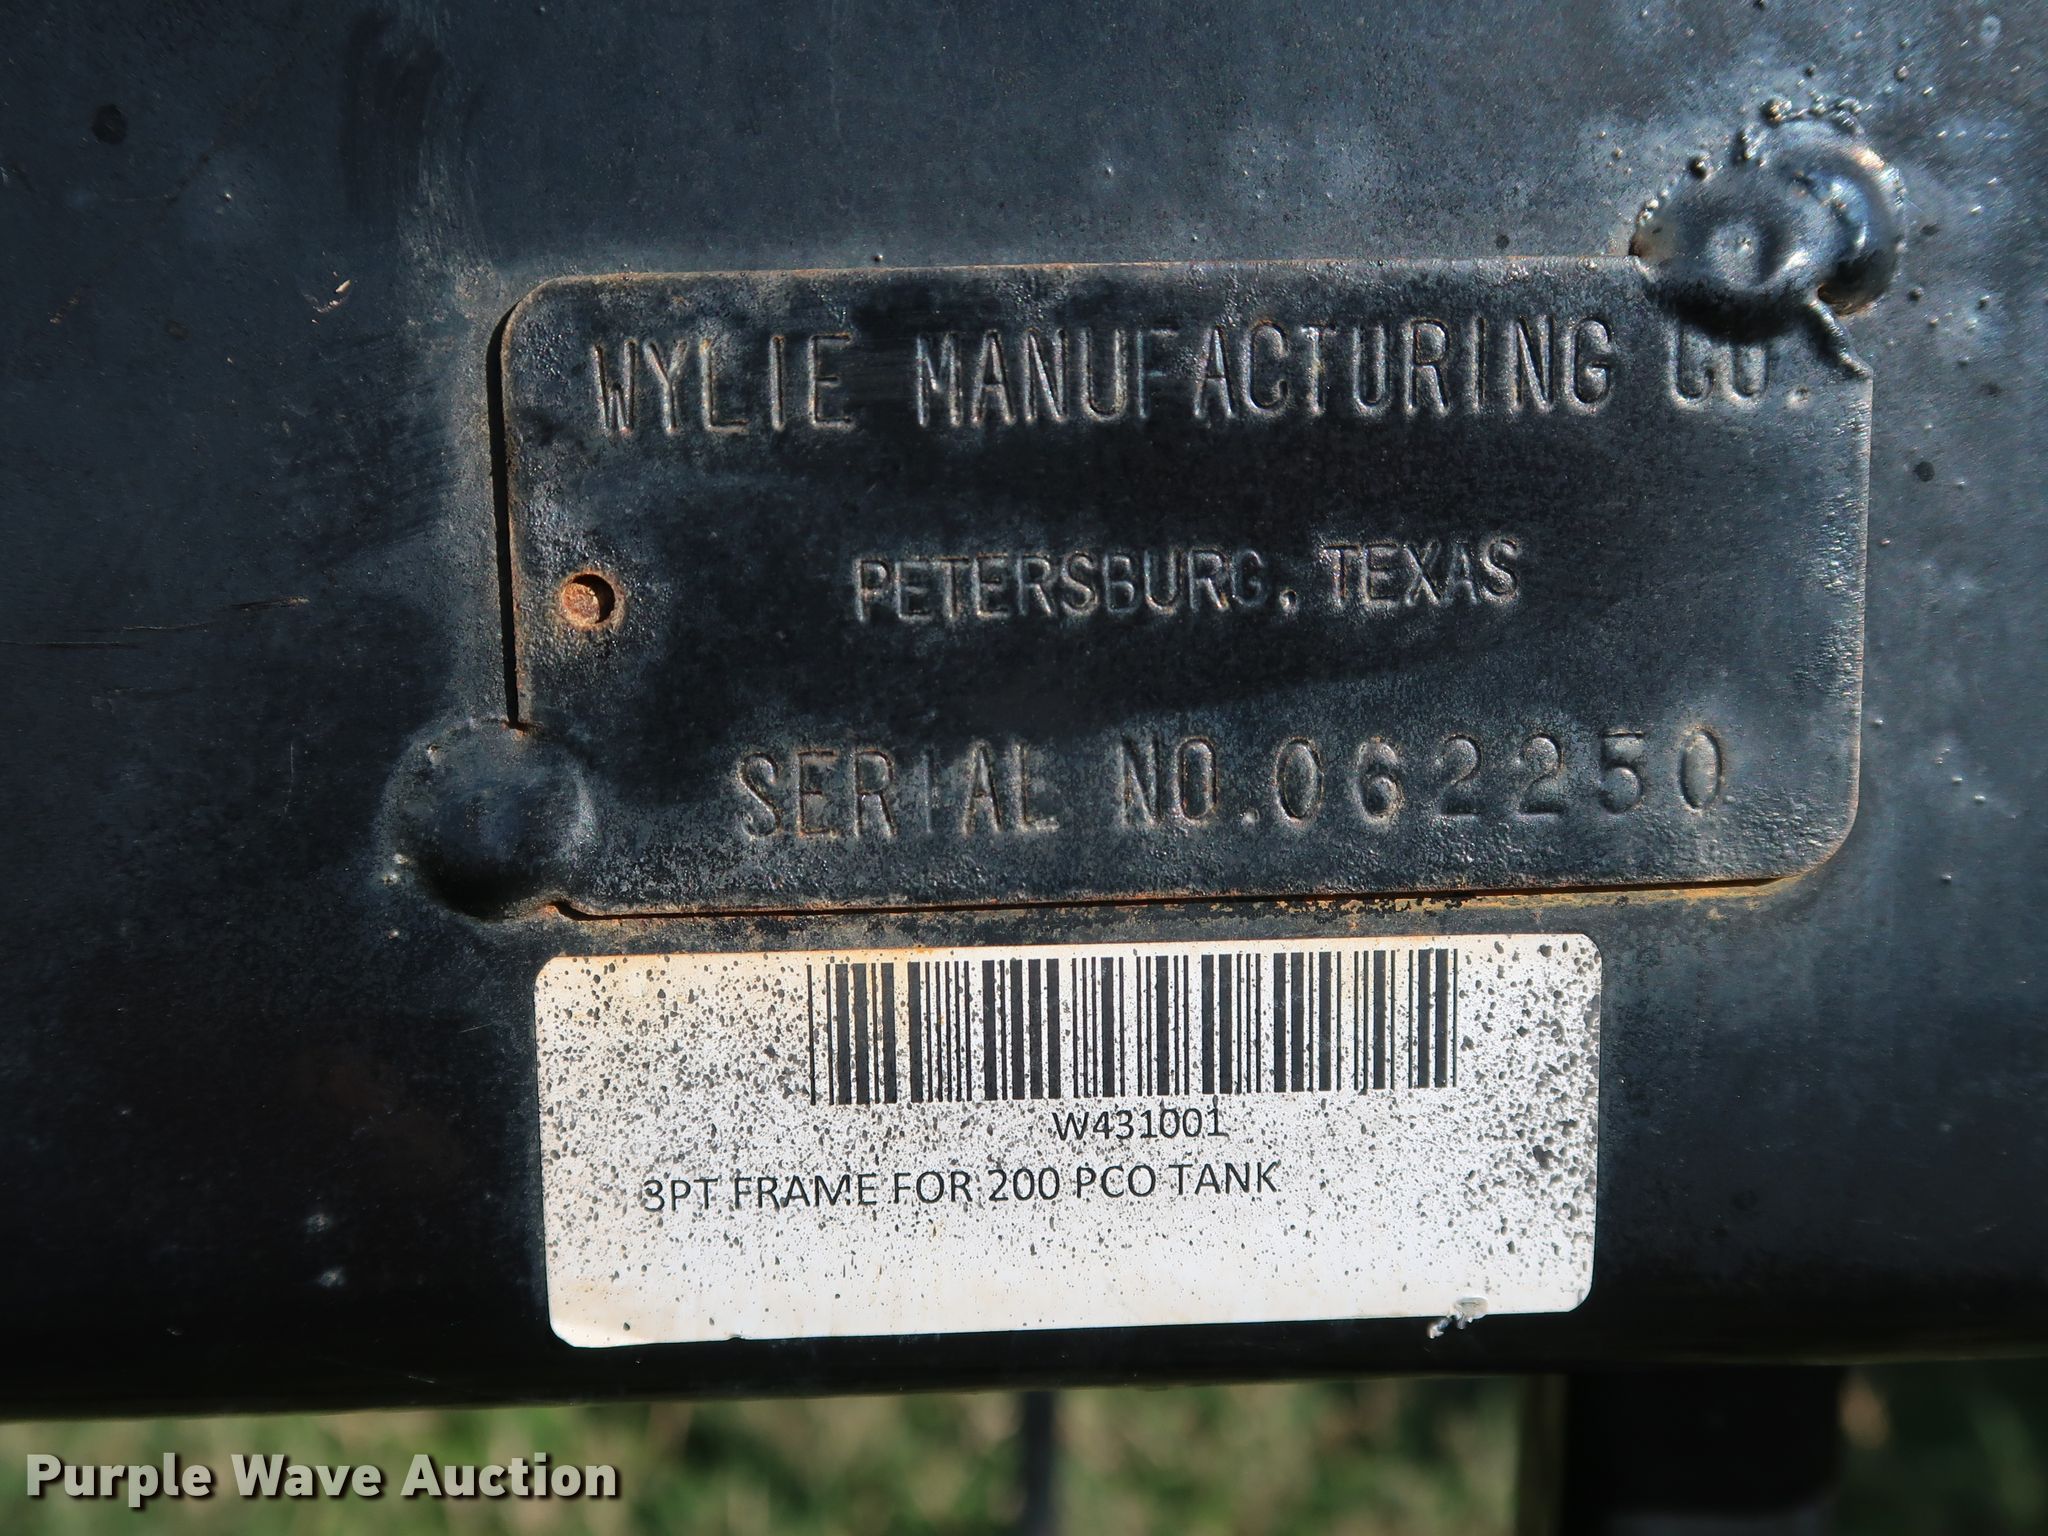 WYLIE MANUFACTURING CO.
PETERSBURG, TEXAS
SERIAL NO. 062250
W431001
3PT FRAME FOR 200 PCO TANK
Purple Wave Auction